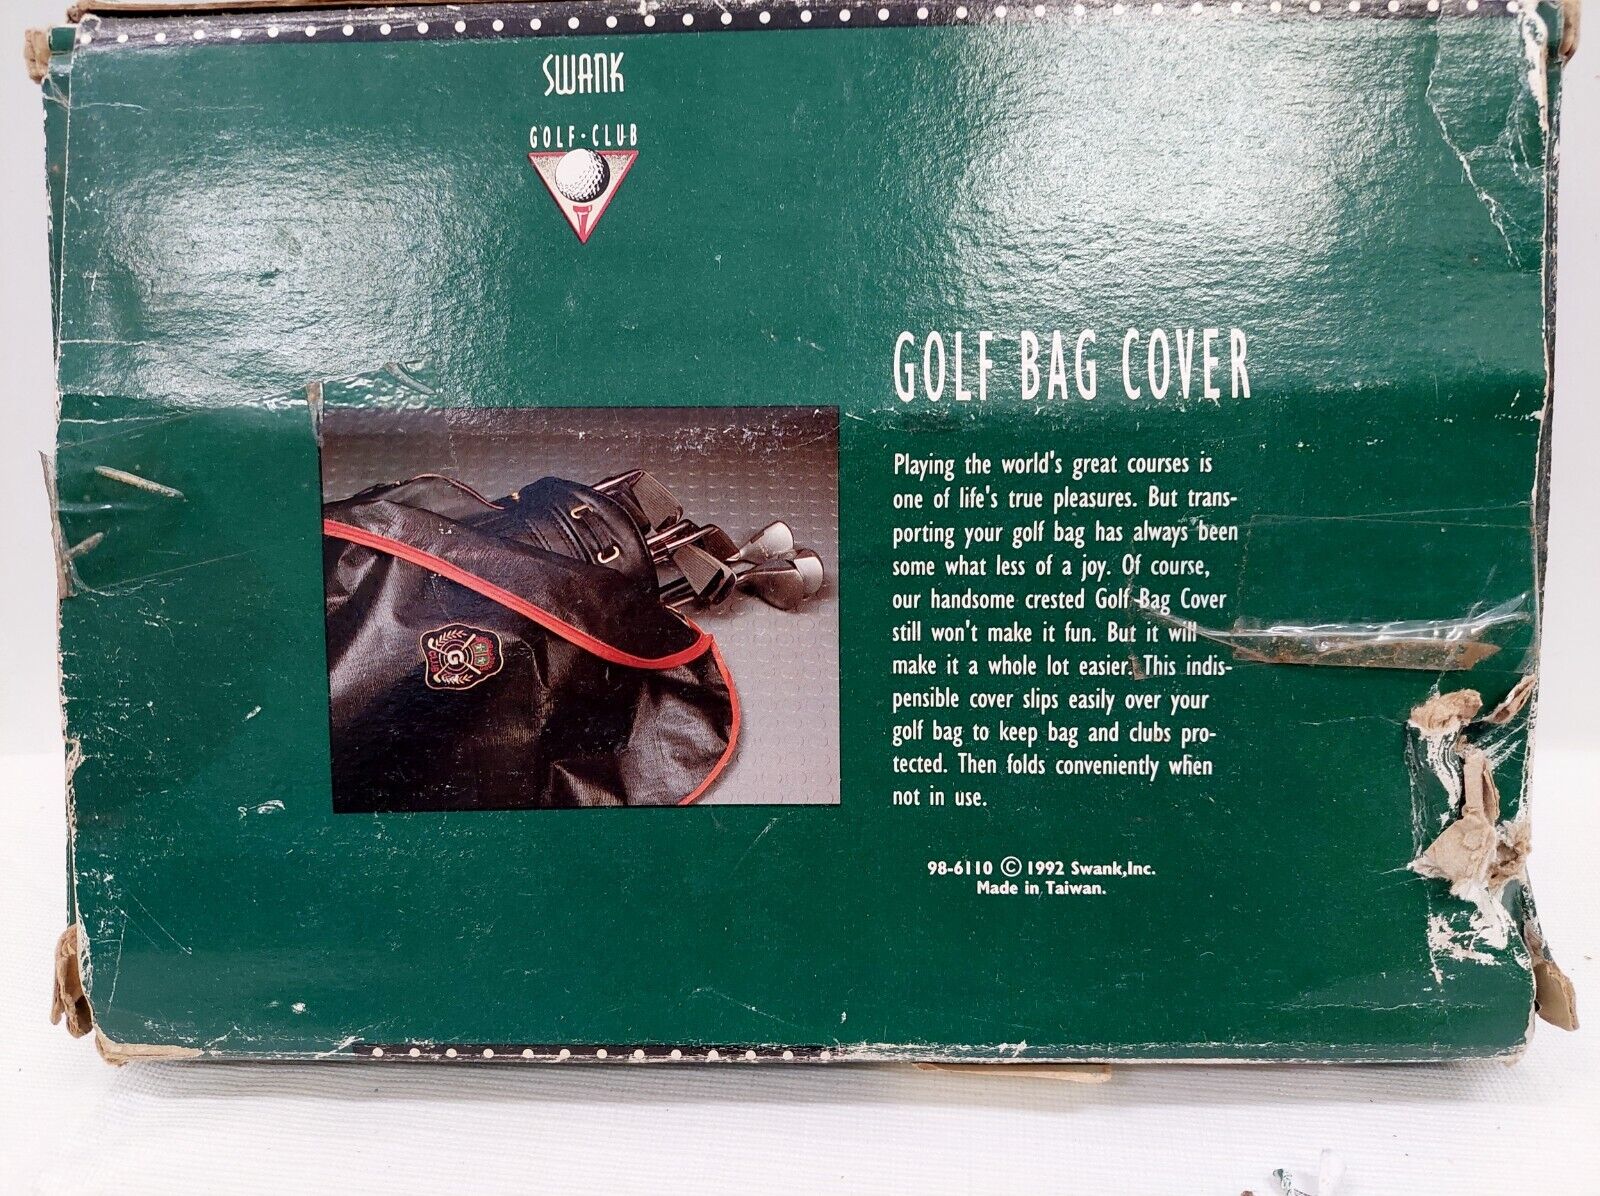 SWANK
GOLF·CLUB
GOLF BAG COVER
Playing the world's great courses is
one of life's true pleasures. But trans-
porting your golf bag has always been
some what less of a joy. Of course,
our handsome crested Golf Bag Cover
still won't make it fun. But it will
make it a whole lot easier. This indis-
pensible cover slips easily over your
golf bag to keep bag and clubs pro-
tected. Then folds conveniently when
not in use.
98-6110 © 1992 Swank,Inc.
Made in Taiwan.
G
CLUB